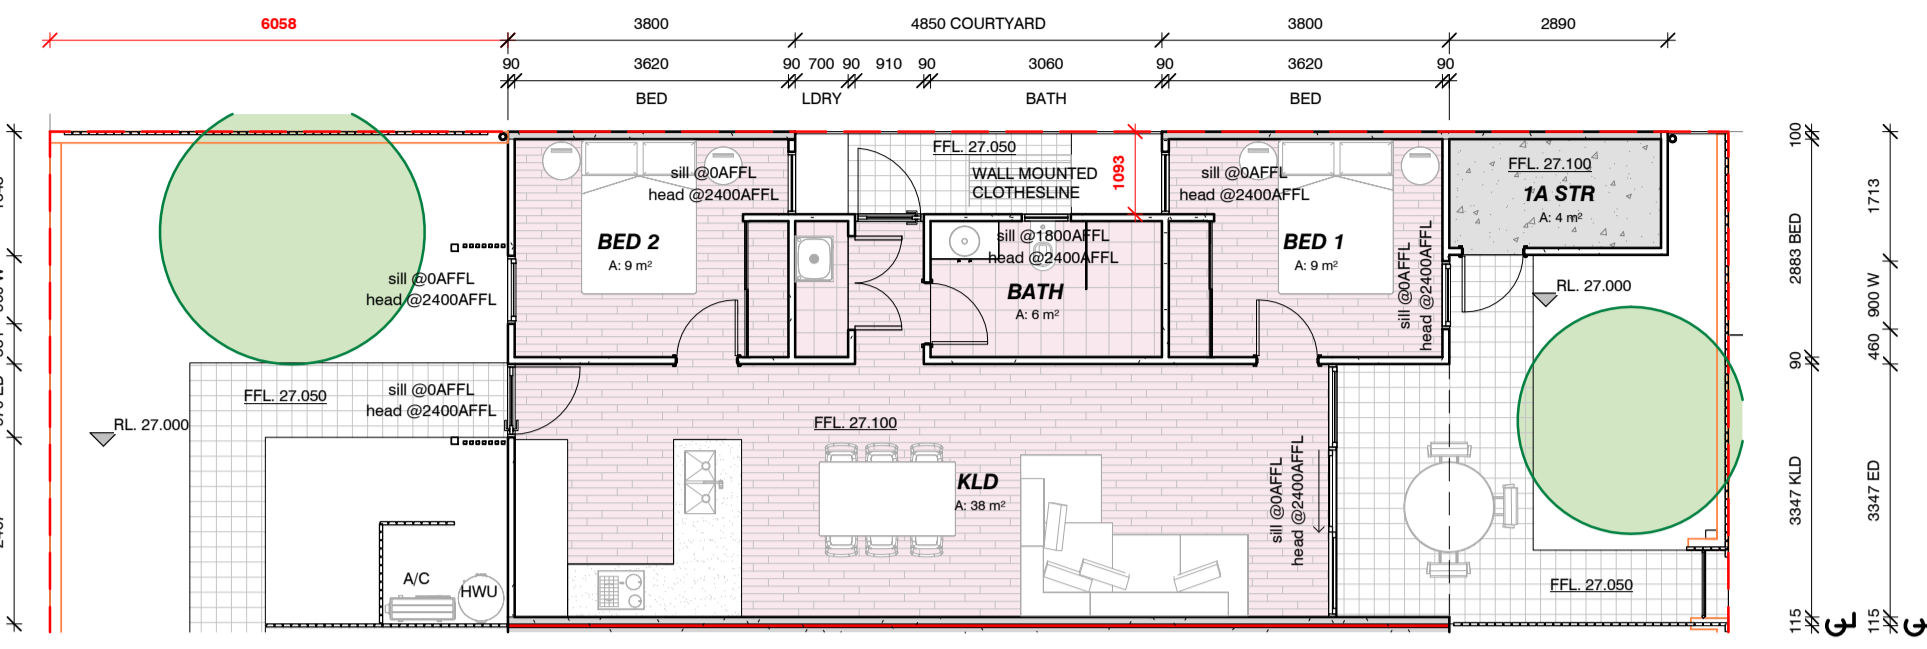 6058
3800
4850 COURTYARD
3800
2890
90
3620
90
700
90
910
90
3060
90
3620
90
BED
LDRY
BATH
BED
FFL. 27.050
WALL MOUNTED
CLOTHESLINE
1093
sill @0AFFL
head @2400AFFL
sill @0AFFL
head @2400AFFL
FFL. 27.100
1A STR
A: 4 m²
BED 2
A: 9 m²
sill @1800AFFL
head @2400AFFL
BATH
A: 6 m²
BED 1
A: 9 m²
sill @0AFFL
head @2400AFFL
sill @0AFFL
head @2400AFFL
RL. 27.000
FFL. 27.050
sill @0AFFL
head @2400AFFL
RL. 27.000
FFL. 27.100
KLD
A: 38 m²
sill @0AFFL
head @2400AFFL
A/C
HWU
FFL. 27.050
100
2883 BED
90
3347 KLD
115
1713
900 W
460
3347 ED
115